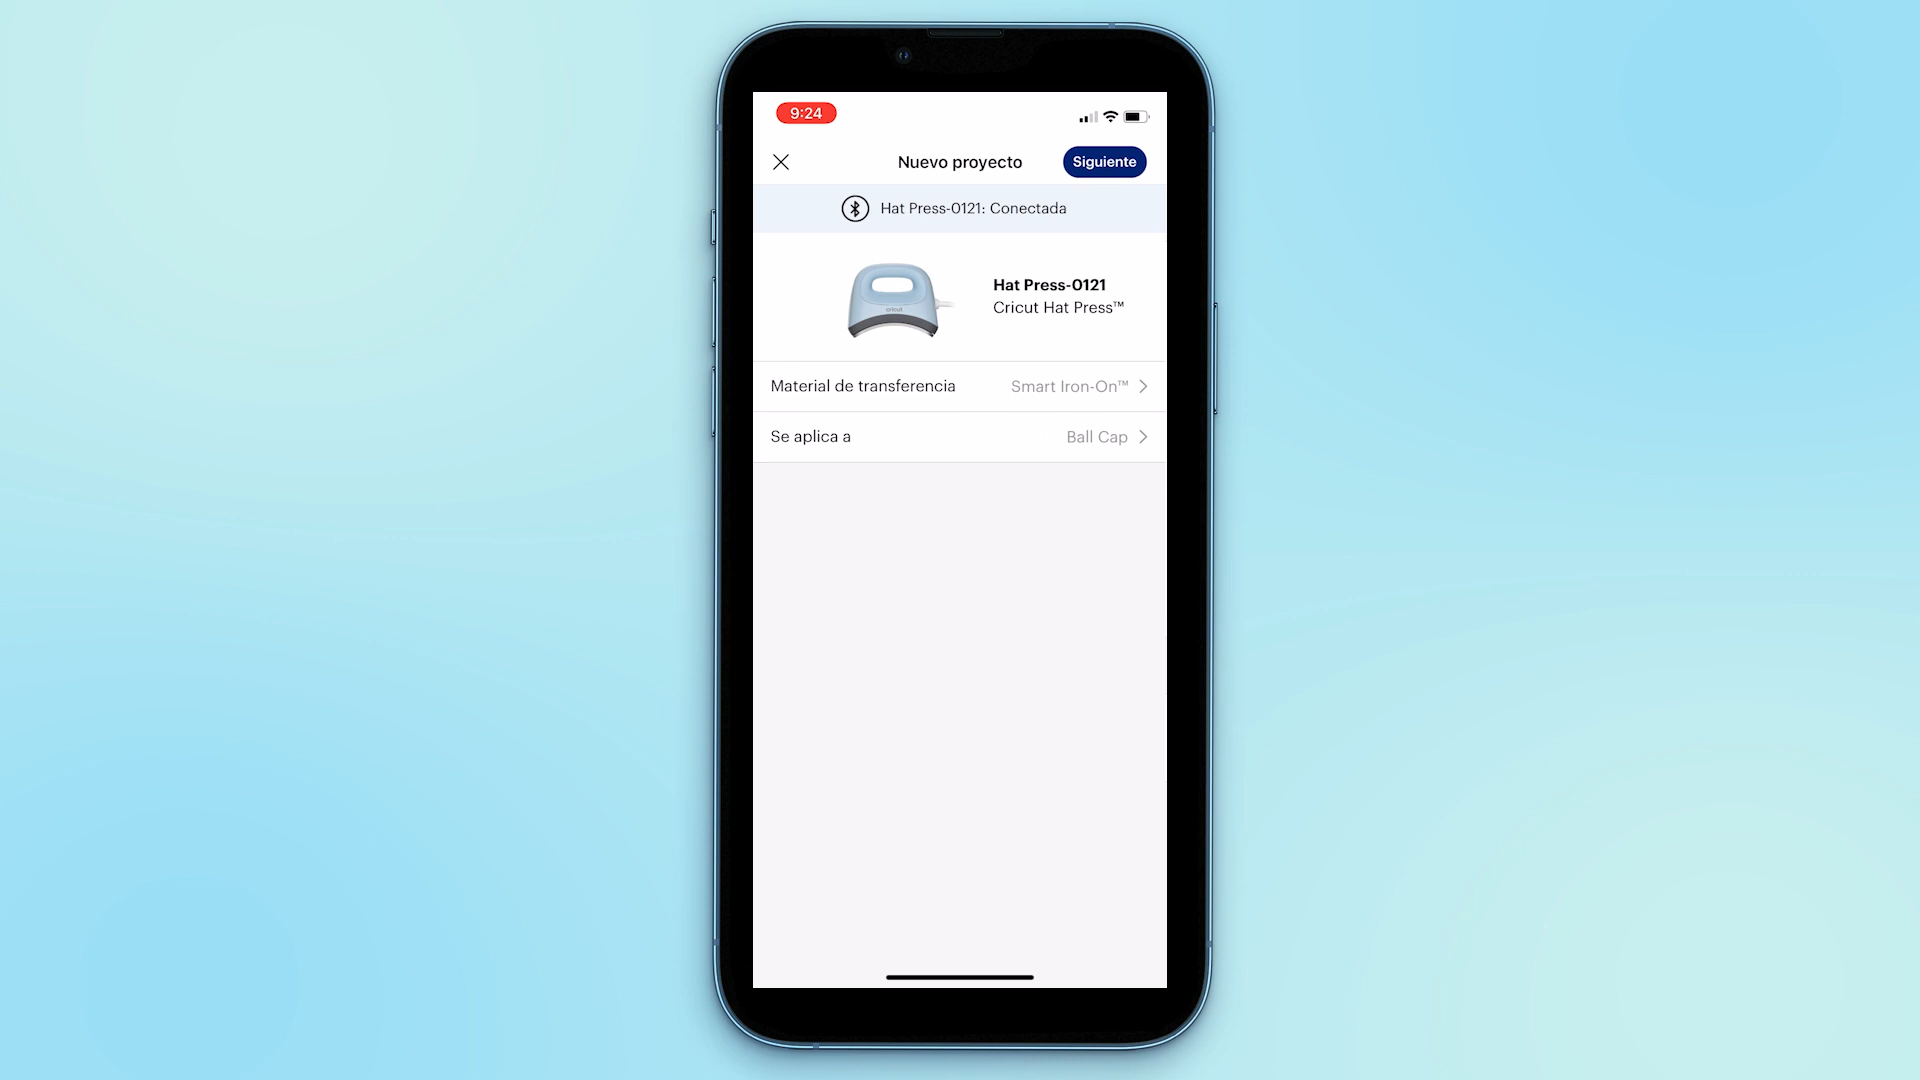 9:24
Nuevo proyecto
Siguiente
Hat Press-0121: Conectada
cricut
Hat Press-0121
Cricut Hat Press™
Material de transferencia
Smart Iron-On™
Se aplica a
Ball Cap